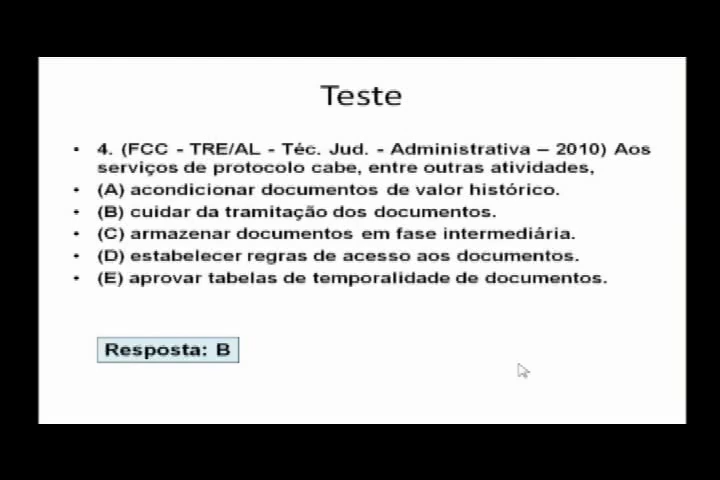 Teste
• 4. (FCC - TRE/AL - Téc. Jud. - Administrativa – 2010) Aos
serviços de protocolo cabe, entre outras atividades,
• (A) acondicionar documentos de valor histórico.
• (B) cuidar da tramitação dos documentos.
• (C) armazenar documentos em fase intermediária.
• (D) estabelecer regras de acesso aos documentos.
• (E) aprovar tabelas de temporalidade de documentos.
Resposta: B